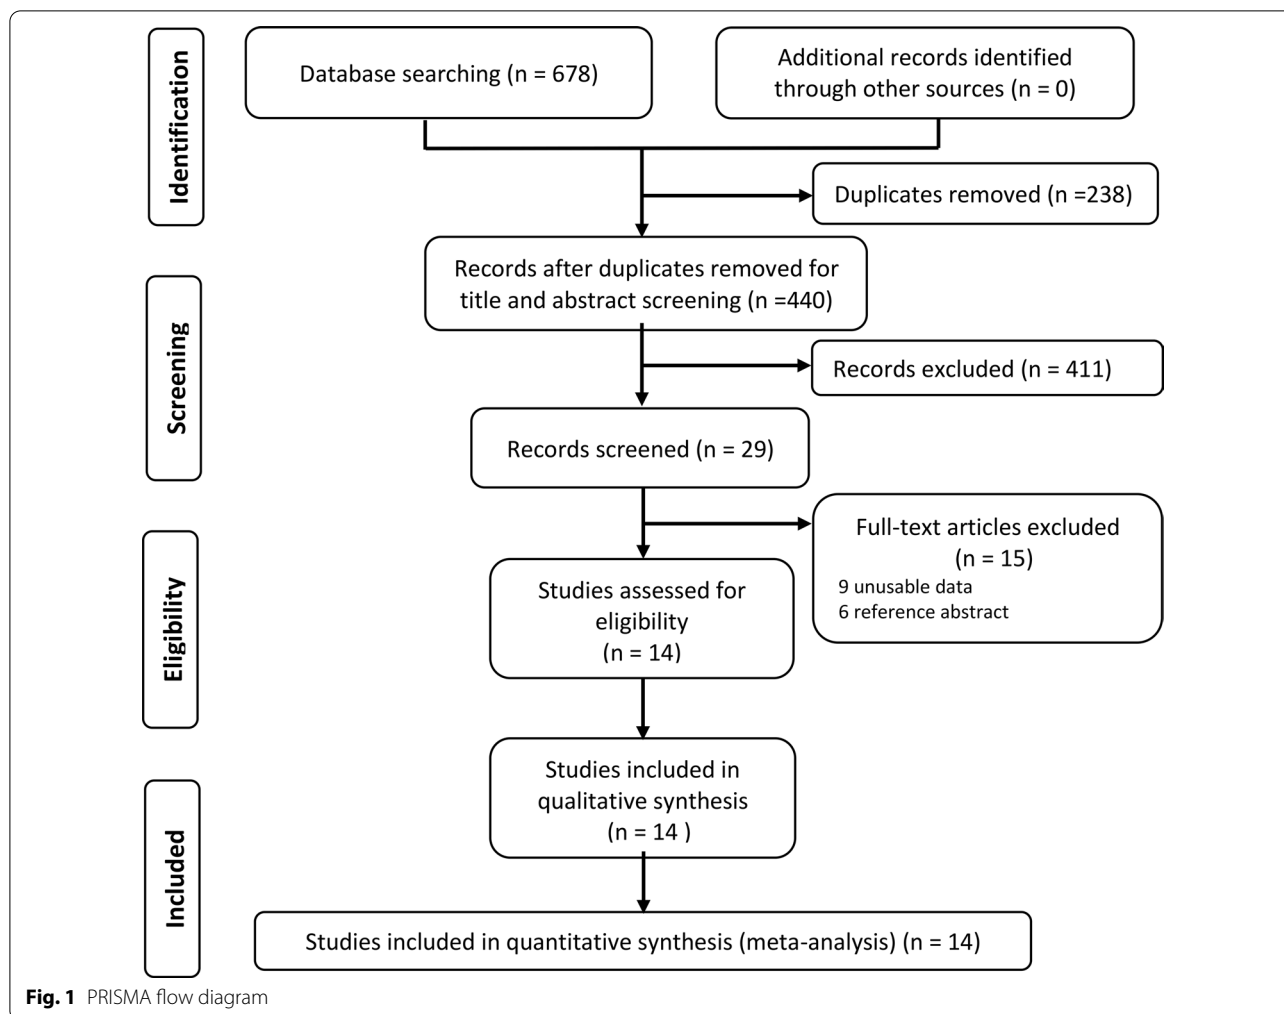 Identification
Database searching (n = 678)
Additional records identified
through other sources (n = 0)
Duplicates removed (n =238)
Records after duplicates removed for
title and abstract screening (n =440)
Screening
Records excluded (n = 411)
Records screened (n = 29)
Full-text articles excluded
(n = 15)
9 unusable data
6 reference abstract
Eligibility
Studies assessed for
eligibility
(n = 14)
Studies included in
qualitative synthesis
(n = 14 )
Included
Studies included in quantitative synthesis (meta-analysis) (n = 14)
Fig. 1 PRISMA flow diagram